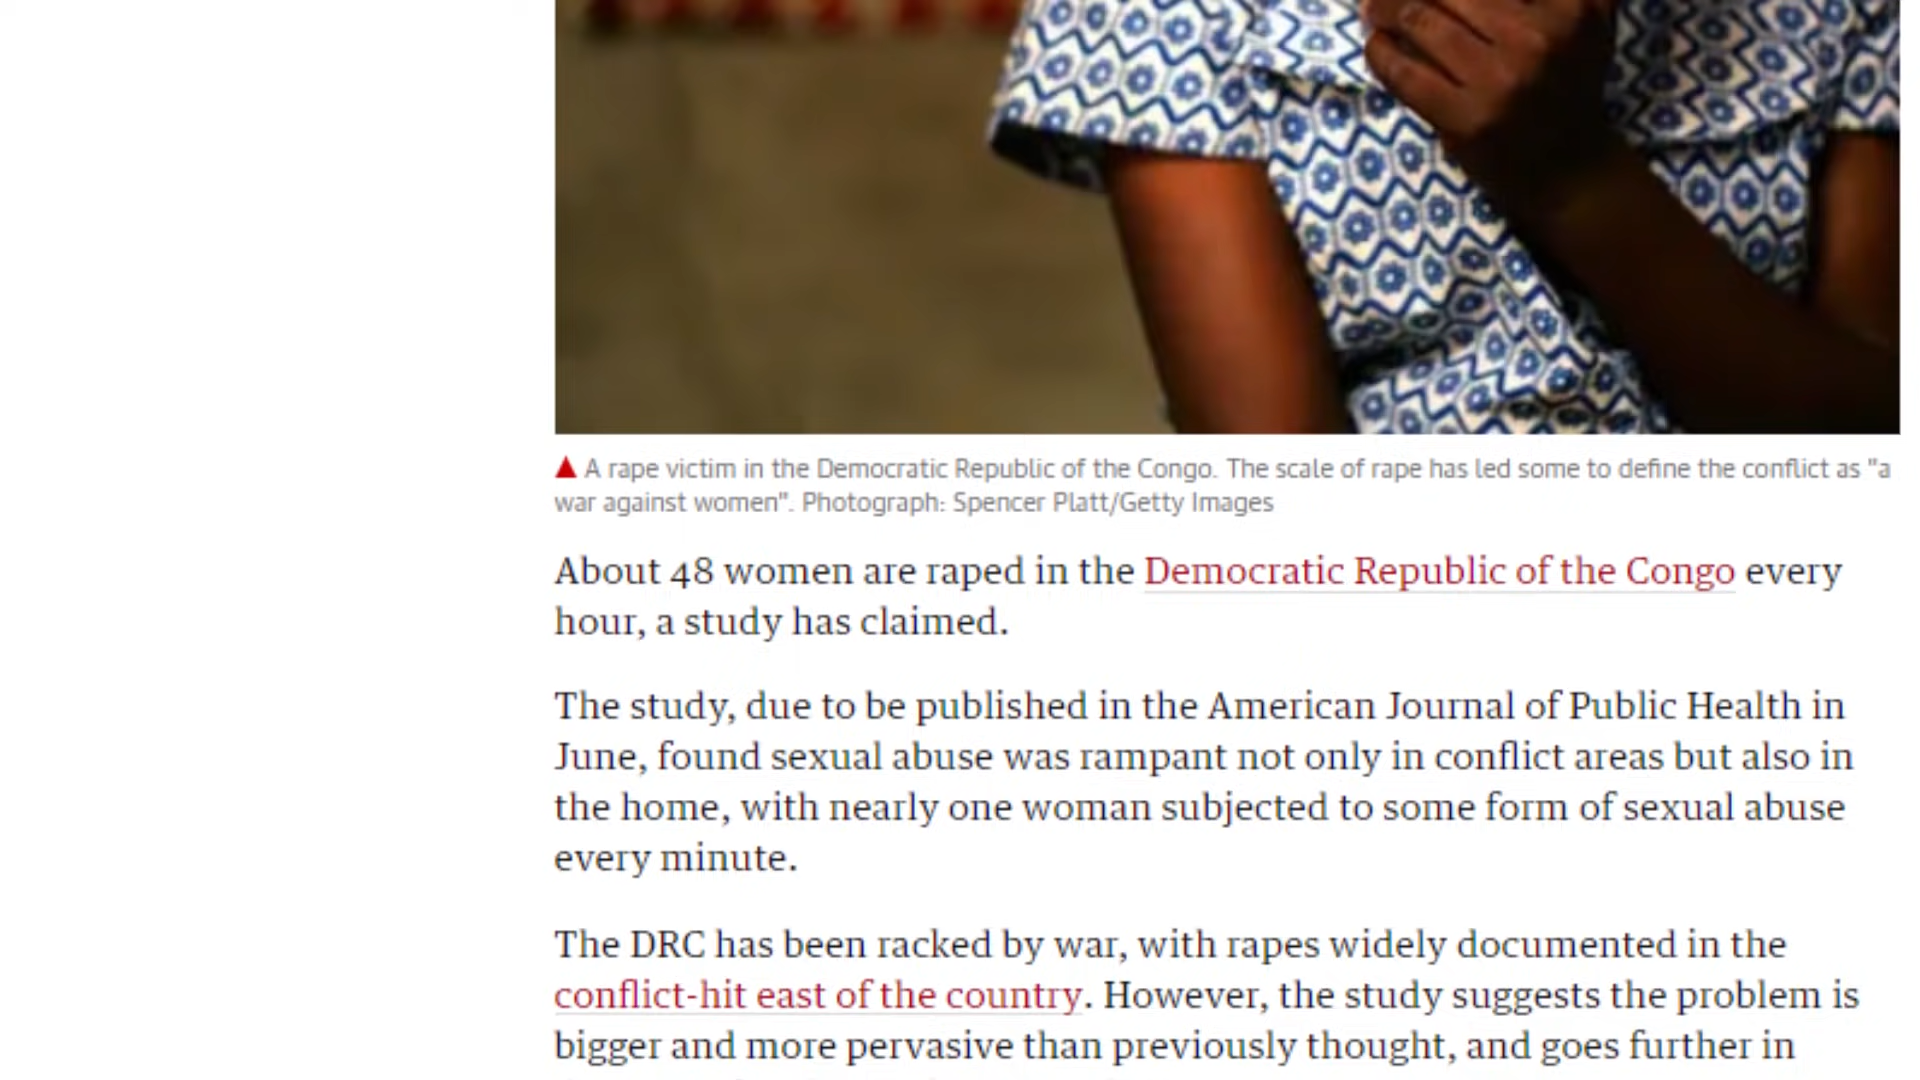 A rape victim in the Democratic Republic of the Congo. The scale of rape has led some to define the conflict as "a
war against women". Photograph: Spencer Platt/Getty Images
About 48 women are raped in the Democratic Republic of the Congo every
hour, a study has claimed.
The study, due to be published in the American Journal of Public Health in
June, found sexual abuse was rampant not only in conflict areas but also in
the home, with nearly one woman subjected to some form of sexual abuse
every minute.
The DRC has been racked by war, with rapes widely documented in the
conflict-hit east of the country. However, the study suggests the problem is
bigger and more pervasive than previously thought, and goes further in